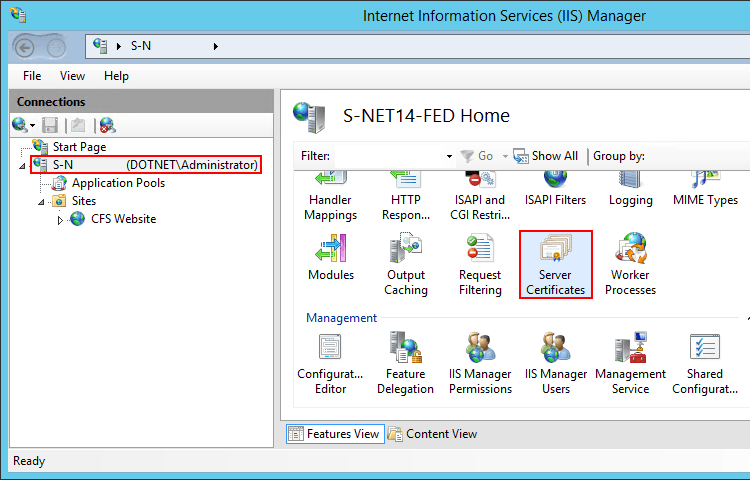 Internet Information Services (IIS) Manager
S-N
File View Help
Connections
Start Page
S-N (DOTNET\Administrator)
Application Pools
Sites
CFS Website
S-NET14-FED Home
Filter: Go Show All Group by:
Handler Mappings
HTTP Respon...
ISAPI and CGI Restri...
ISAPI Filters
Logging
MIME Types
Modules
Output Caching
Request Filtering
Server Certificates
Worker Processes
Management
Configurat... Editor
Feature Delegation
IIS Manager Permissions
IIS Manager Users
Management Service
Shared Configurat...
Features View Content View
Ready